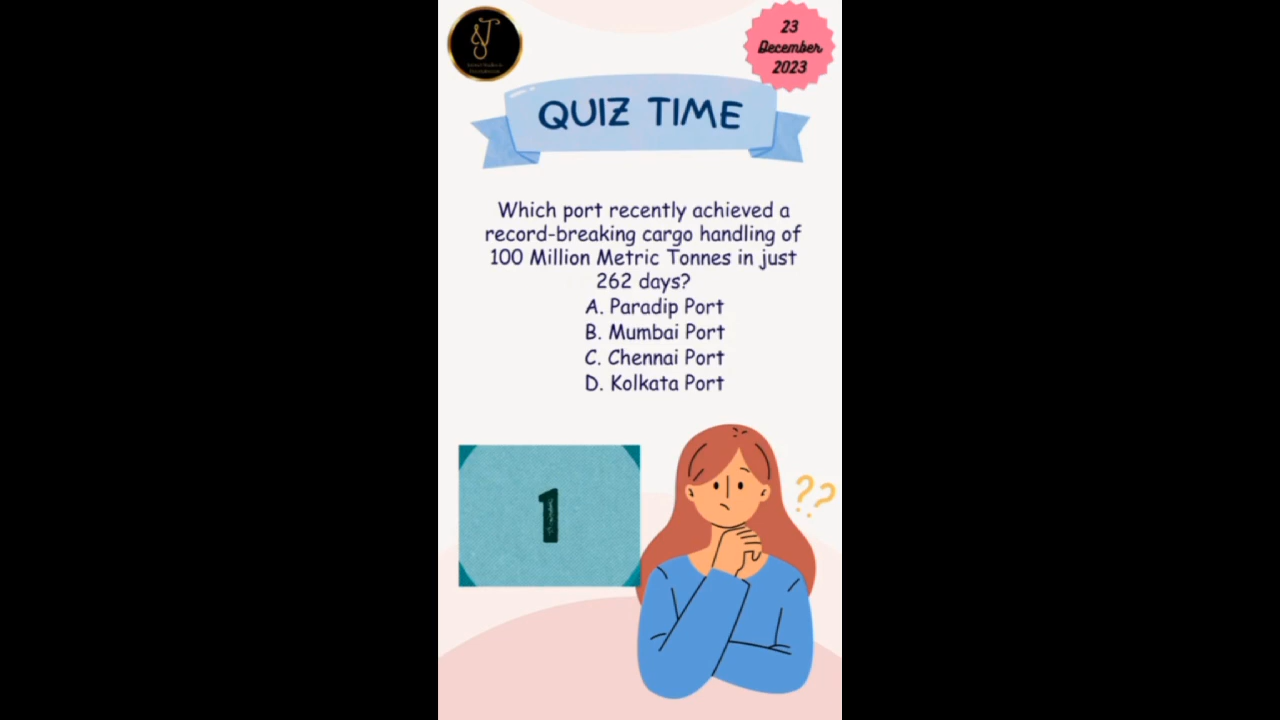 23
December
2023
QUIZ TIME
Which port recently achieved a
record-breaking cargo handling of
100 Million Metric Tonnes in just
262 days?
A. Paradip Port
B. Mumbai Port
C. Chennai Port
D. Kolkata Port
1
??